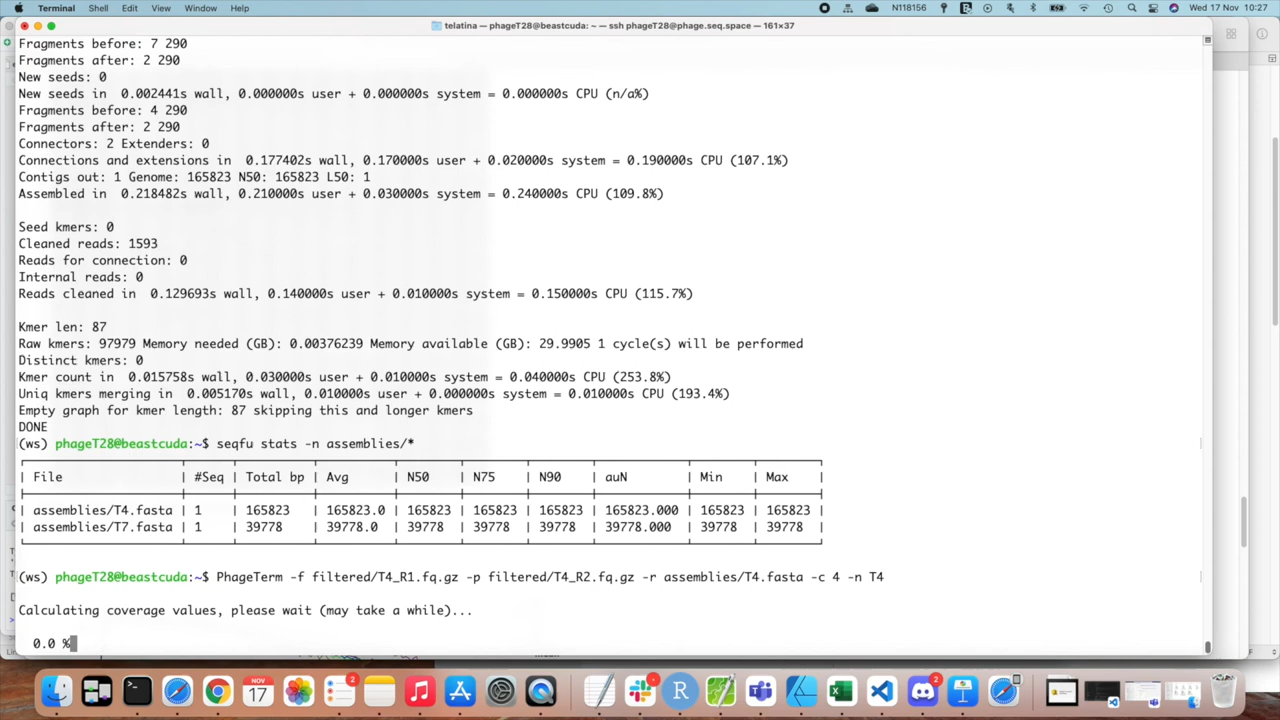 Terminal Shell Edit View Window Help N118156 Wed 17 Nov 10:27
telatina — phageT28@beastcuda: ~ — ssh phageT28@phage.seq.space — 161×37
Fragments before: 7 290
Fragments after: 2 290
New seeds: 0
New seeds in  0.002441s wall, 0.000000s user + 0.000000s system = 0.000000s CPU (n/a%)
Fragments before: 4 290
Fragments after: 2 290
Connectors: 2 Extenders: 0
Connections and extensions in  0.177402s wall, 0.170000s user + 0.020000s system = 0.190000s CPU (107.1%)
Contigs out: 1 Genome: 165823 N50: 165823 L50: 1
Assembled in  0.218482s wall, 0.210000s user + 0.030000s system = 0.240000s CPU (109.8%)
Seed kmers: 0
Cleaned reads: 1593
Reads for connection: 0
Internal reads: 0
Reads cleaned in  0.129693s wall, 0.140000s user + 0.010000s system = 0.150000s CPU (115.7%)
Kmer len: 87
Raw kmers: 97979 Memory needed (GB): 0.00376239 Memory available (GB): 29.9905 1 cycle(s) will be performed
Distinct kmers: 0
Kmer count in  0.015758s wall, 0.030000s user + 0.010000s system = 0.040000s CPU (253.8%)
Uniq kmers merging in  0.005170s wall, 0.010000s user + 0.000000s system = 0.010000s CPU (193.4%)
Empty graph for kmer length: 87 skipping this and longer kmers
DONE
(ws) phageT28@beastcuda:~$ seqfu stats -n assemblies/*
File | #Seq | Total bp | Avg | N50 | N75 | N90 | auN | Min | Max
assemblies/T4.fasta | 1 | 165823 | 165823.0 | 165823 | 165823 | 165823 | 165823.000 | 165823 | 165823
assemblies/T7.fasta | 1 | 39778 | 39778.0 | 39778 | 39778 | 39778 | 39778.000 | 39778 | 39778
(ws) phageT28@beastcuda:~$ PhageTerm -f filtered/T4_R1.fq.gz -p filtered/T4_R2.fq.gz -r assemblies/T4.fasta -c 4 -n T4
Calculating coverage values, please wait (may take a while)...
0.0 %
NOV
17
2
2